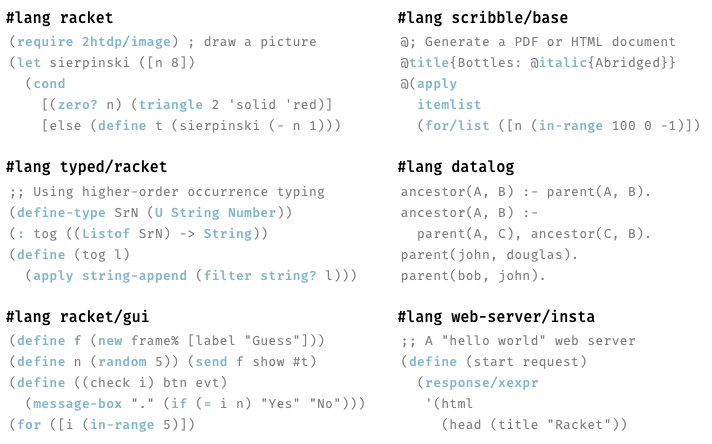 #lang racket
(require 2htdp/image) ; draw a picture
(let sierpinski ([n 8])
  (cond
    [(zero? n) (triangle 2 'solid 'red)]
    [else (define t (sierpinski (- n 1)))
#lang typed/racket
;; Using higher-order occurrence typing
(define-type SrN (U String Number))
(: tog ((Listof SrN) -> String))
(define (tog l)
  (apply string-append (filter string? l)))
#lang racket/gui
(define f (new frame% [label "Guess"]))
(define n (random 5)) (send f show #t)
(define ((check i) btn evt)
  (message-box "." (if (= i n) "Yes" "No")))
(for ([i (in-range 5)])
#lang scribble/base
@; Generate a PDF or HTML document
@title{Bottles: @italic{Abridged}}
@(apply
  itemlist
  (for/list ([n (in-range 100 0 -1)])
#lang datalog
ancestor(A, B) :- parent(A, B).
ancestor(A, B) :-
  parent(A, C), ancestor(C, B).
parent(john, douglas).
parent(bob, john).
#lang web-server/insta
;; A "hello world" web server
(define (start request)
  (response/xexpr
   '(html
     (head (title "Racket"))